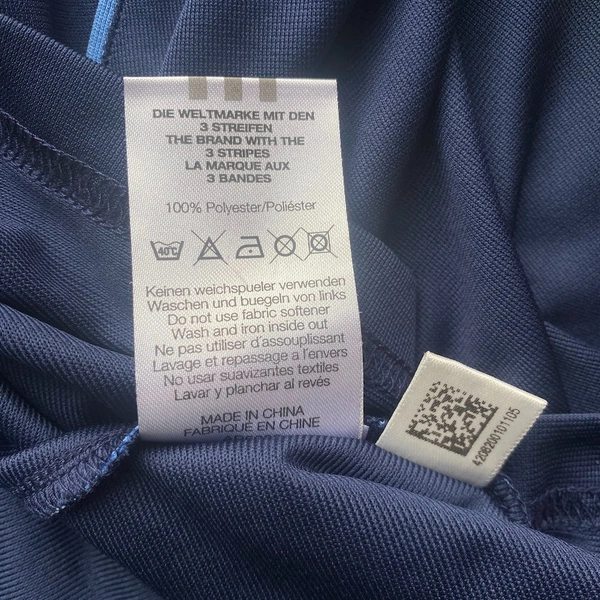 DIE WELTMARKE MIT DEN
3 STREIFEN
THE BRAND WITH THE
3 STRIPES
LA MARQUE AUX
3 BANDES
100% Polyester/Poliéster
40°C
Keinen weichspueler verwenden
Waschen und buegeln von links
Do not use fabric softener
Wash and iron inside out
Ne pas utiliser d'assouplissant
Lavage et repassage a l'envers
No usar suavizantes textiles
Lavar y planchar al revés
MADE IN CHINA
FABRIQUÉ EN CHINE
4208200101105